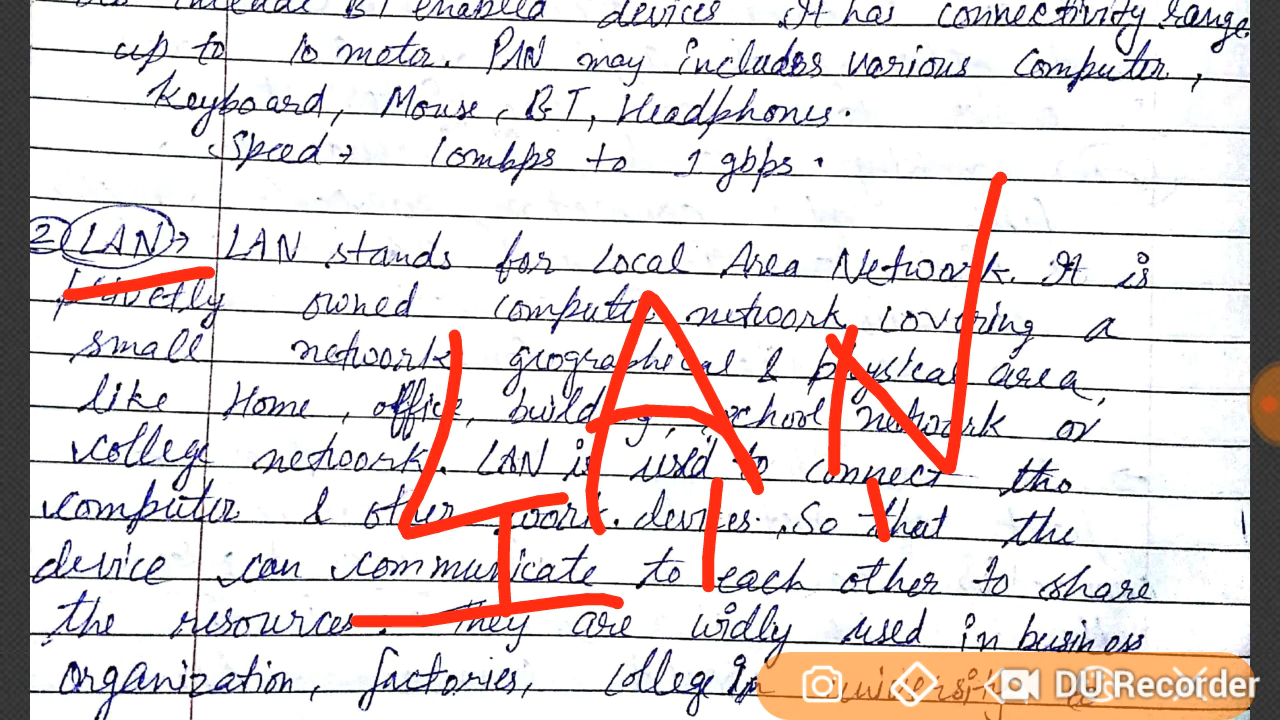 BT enabled devices. It has connectivity range
up to 10 meter. PAN may includes various Computer,
Keyboard, Mouse, BT, Headphones.
Speed → 10mbps to 1 gbps.
2 LAN → LAN stands for Local Area Network. It is
owned computer network covering a
small network geographical & physical area,
like Home, office, building, school network or
college network. LAN is used to connect the
computer & other work. devices. So that the
device can communicate to each other to share
the resources. They are widly used in business
organization, factories, college
LAN
DU Recorder